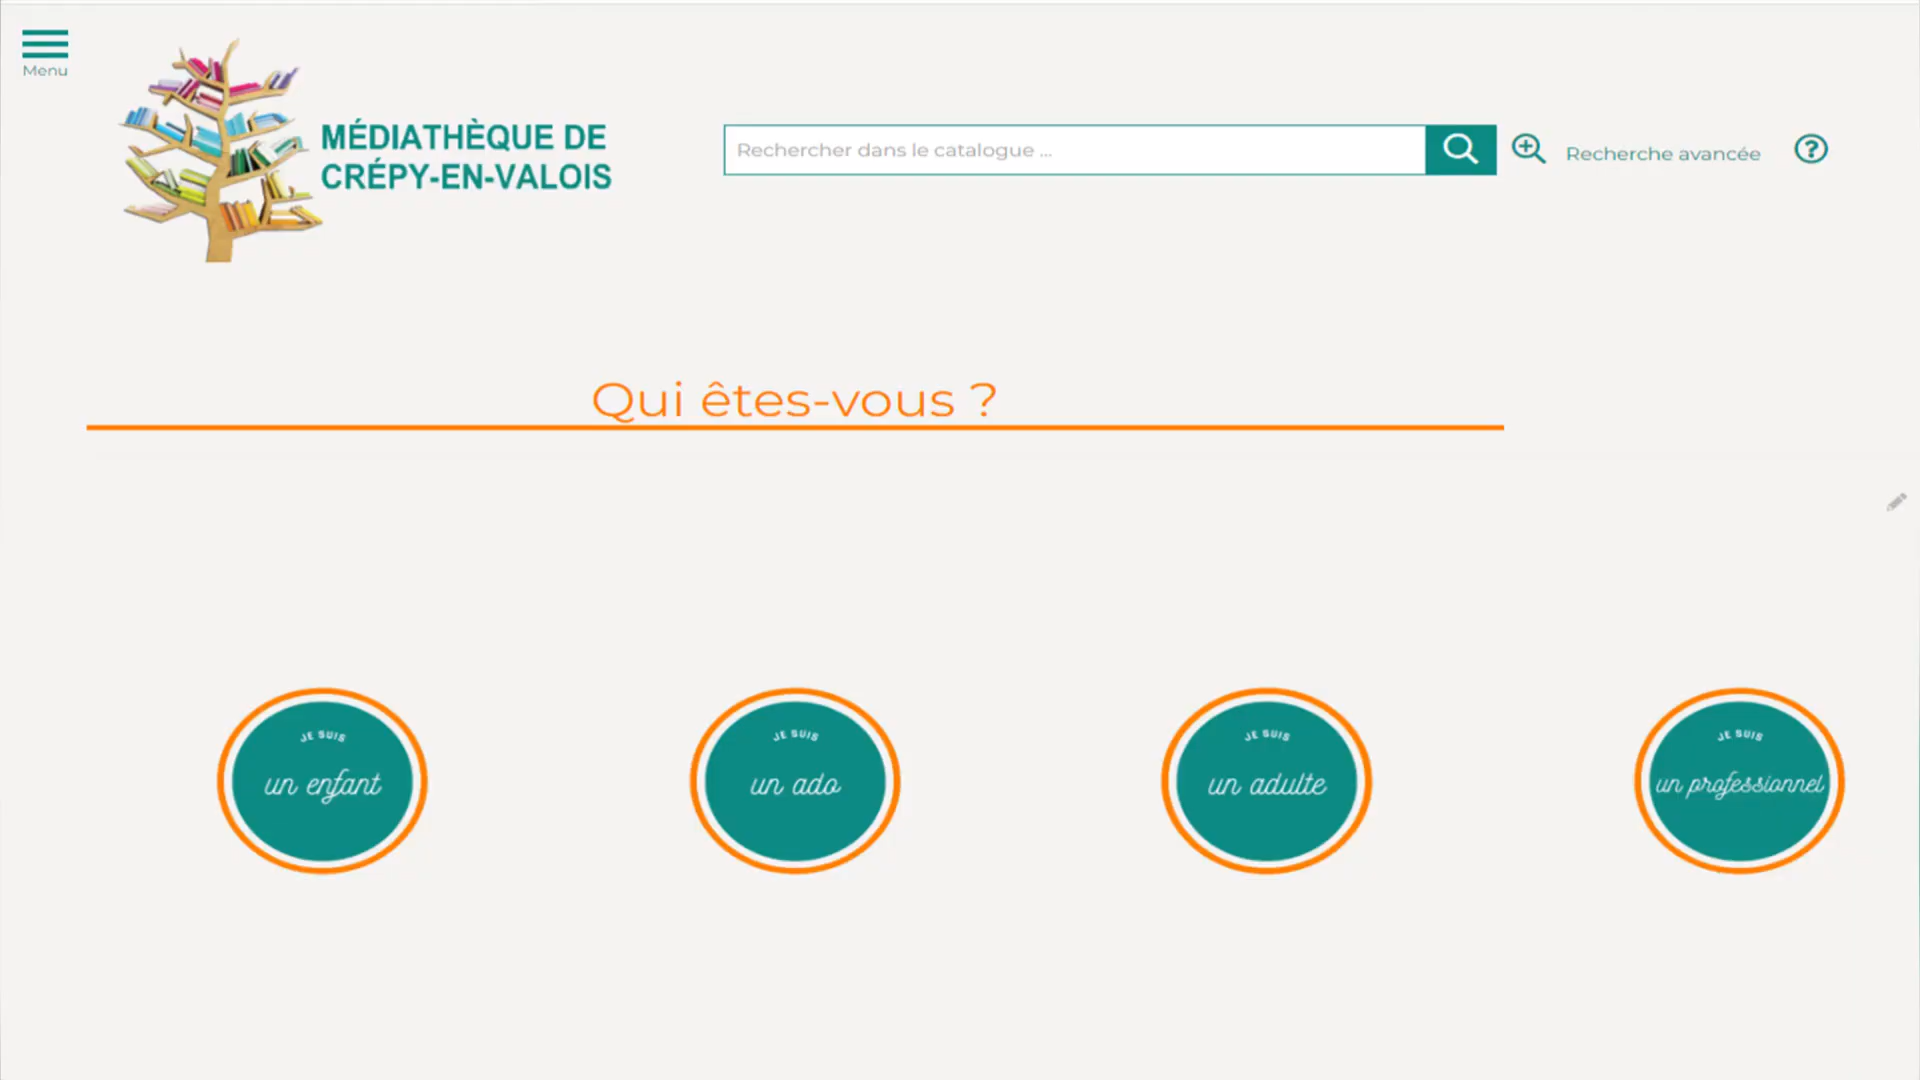 Menu
MÉDIATHÈQUE DE
CRÉPY-EN-VALOIS
Rechercher dans le catalogue ...
Recherche avancée
?
Qui êtes-vous ?
JE SUIS
un enfant
JE SUIS
un ado
JE SUIS
un adulte
JE SUIS
un professionnel